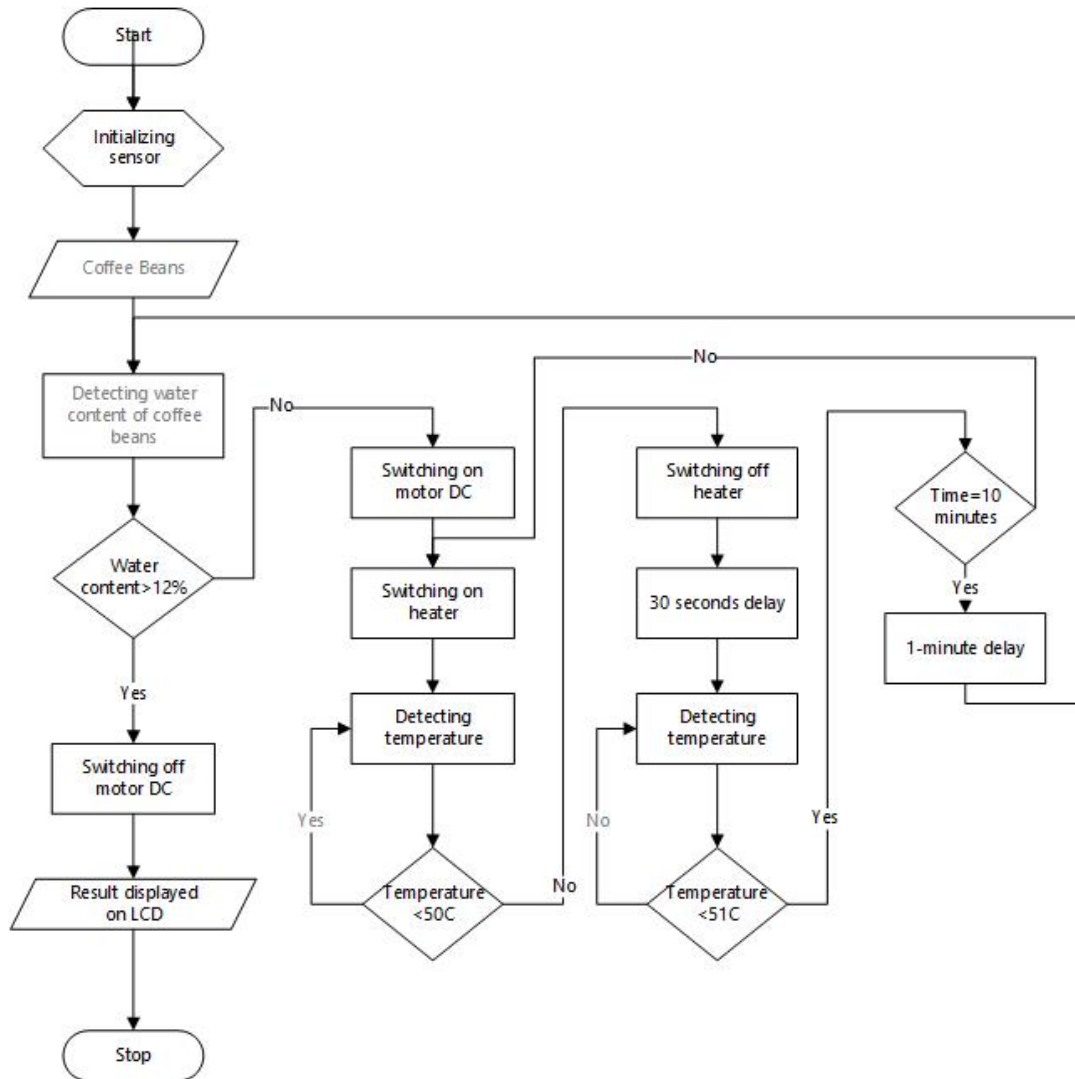 Start
Initializing
sensor
Coffee Beans
Detecting water
content of coffee
beans
Water
content>12%
Yes
Switching off
motor DC
Result displayed
on LCD
Stop
No
Switching on
motor DC
Switching on
heater
Detecting
temperature
Yes
Temperature
<50C
No
Switching off
heater
30 seconds delay
Detecting
temperature
No
Temperature
<51C
Yes
No
Time=10
minutes
Yes
1-minute delay